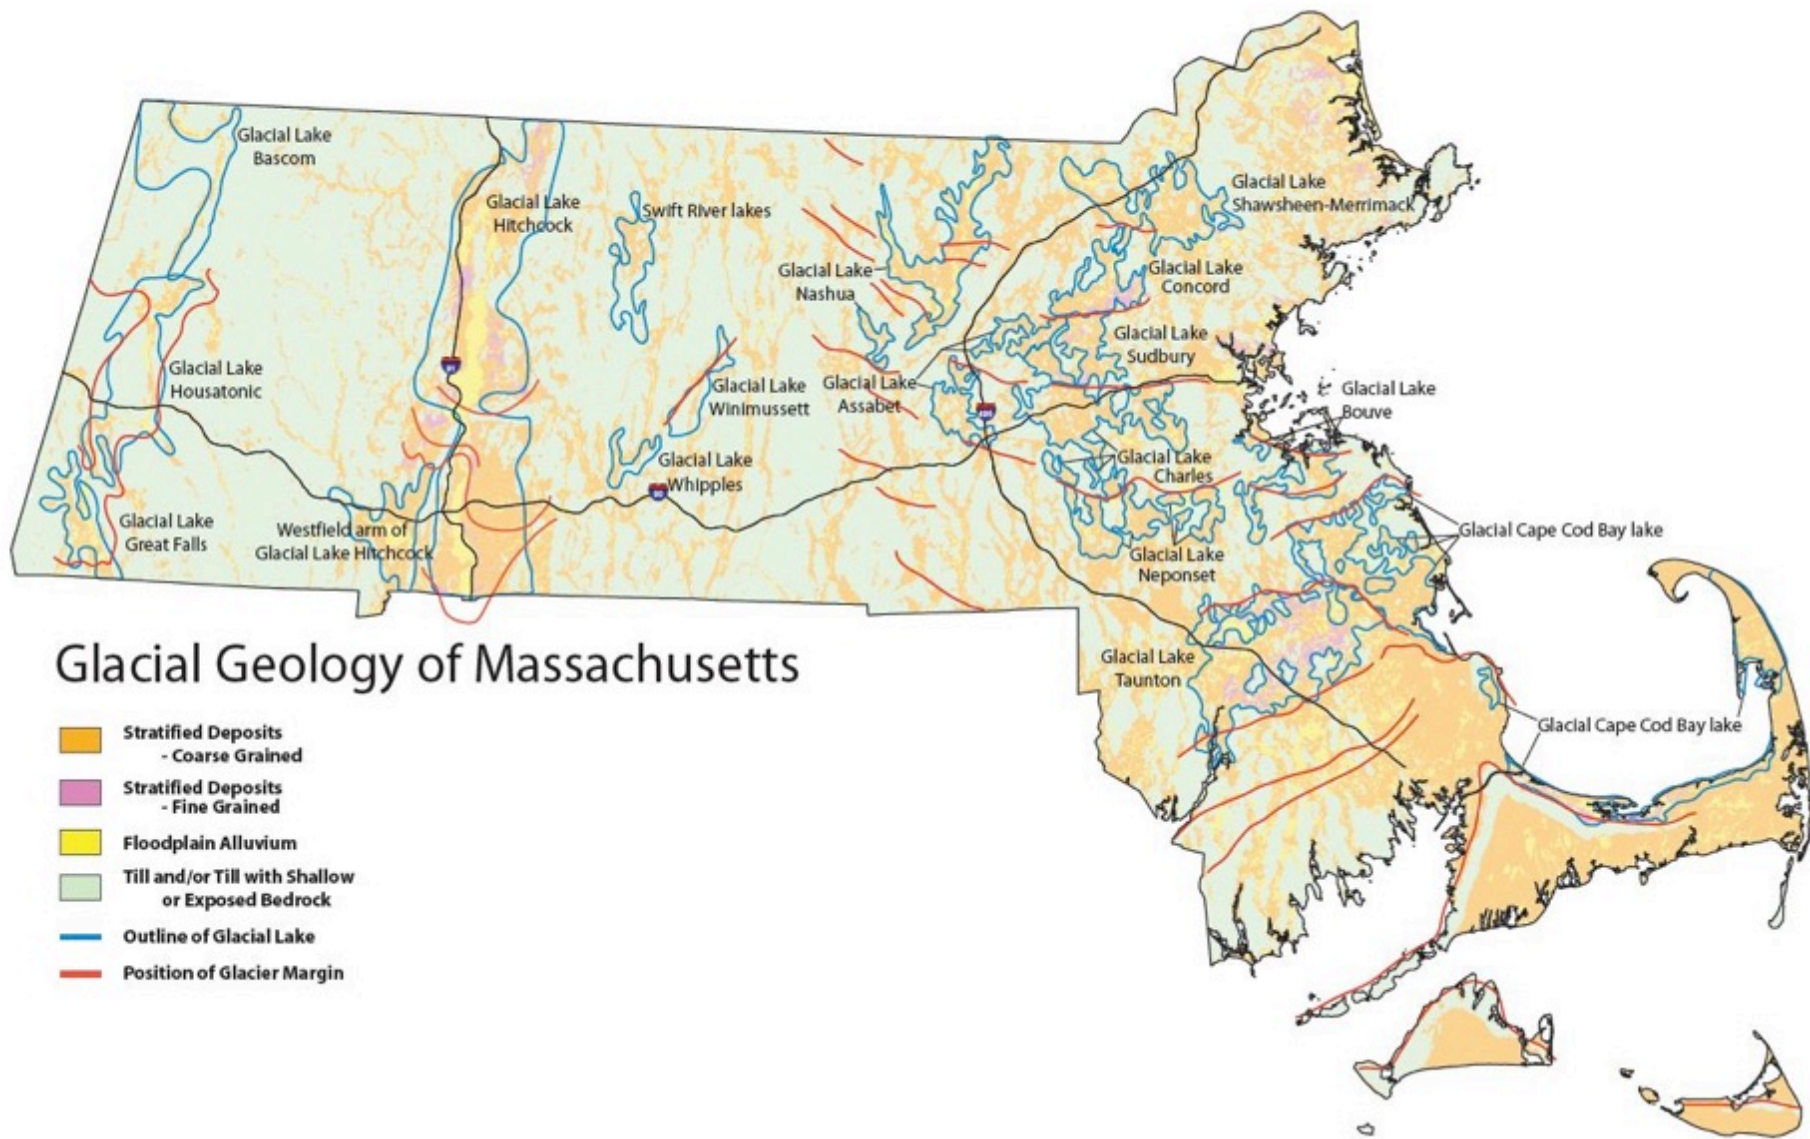 Glacial Lake
Bascom
Glacial Lake
Hitchcock
Swift River lakes
Glacial Lake
Shawsheen-Merrimack
Glacial Lake
Nashua
Glacial Lake
Concord
Glacial Lake
Sudbury
Glacial Lake
Housatonic
Glacial Lake
Winimussett
Glacial Lake
Assabet
Glacial Lake
Bouve
Glacial Lake
Whipples
Glacial Lake
Charles
Glacial Lake
Great Falls
Westfield arm of
Glacial Lake Hitchcock
Glacial Lake
Neponset
Glacial Cape Cod Bay lake
Glacial Lake
Taunton
Glacial Cape Cod Bay lake
91
90
495
Glacial Geology of Massachusetts
Stratified Deposits
- Coarse Grained
Stratified Deposits
- Fine Grained
Floodplain Alluvium
Till and/or Till with Shallow
or Exposed Bedrock
Outline of Glacial Lake
Position of Glacier Margin